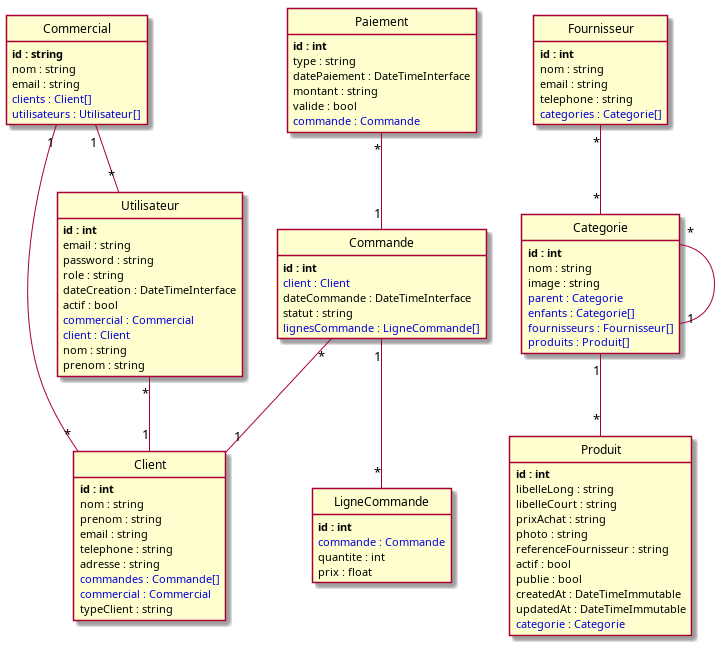 Commercial
id : string
nom : string
email : string
clients : Client[]
utilisateurs : Utilisateur[]
Paiement
id : int
type : string
datePaiement : DateTimeInterface
montant : string
valide : bool
commande : Commande
Fournisseur
id : int
nom : string
email : string
telephone : string
categories : Categorie[]
1
1
*
*
1
*
*
Utilisateur
id : int
email : string
password : string
role : string
dateCreation : DateTimeInterface
actif : bool
commercial : Commercial
client : Client
nom : string
prenom : string
Commande
id : int
client : Client
dateCommande : DateTimeInterface
statut : string
lignesCommande : LigneCommande[]
Categorie
id : int
nom : string
image : string
parent : Categorie
enfants : Categorie[]
fournisseurs : Fournisseur[]
produits : Produit[]
*
1
*
1
*
*
1
1
*
1
*
Client
id : int
nom : string
prenom : string
email : string
telephone : string
adresse : string
commandes : Commande[]
commercial : Commercial
typeClient : string
LigneCommande
id : int
commande : Commande
quantite : int
prix : float
Produit
id : int
libelleLong : string
libelleCourt : string
prixAchat : string
photo : string
referenceFournisseur : string
actif : bool
publie : bool
createdAt : DateTimeImmutable
updatedAt : DateTimeImmutable
categorie : Categorie